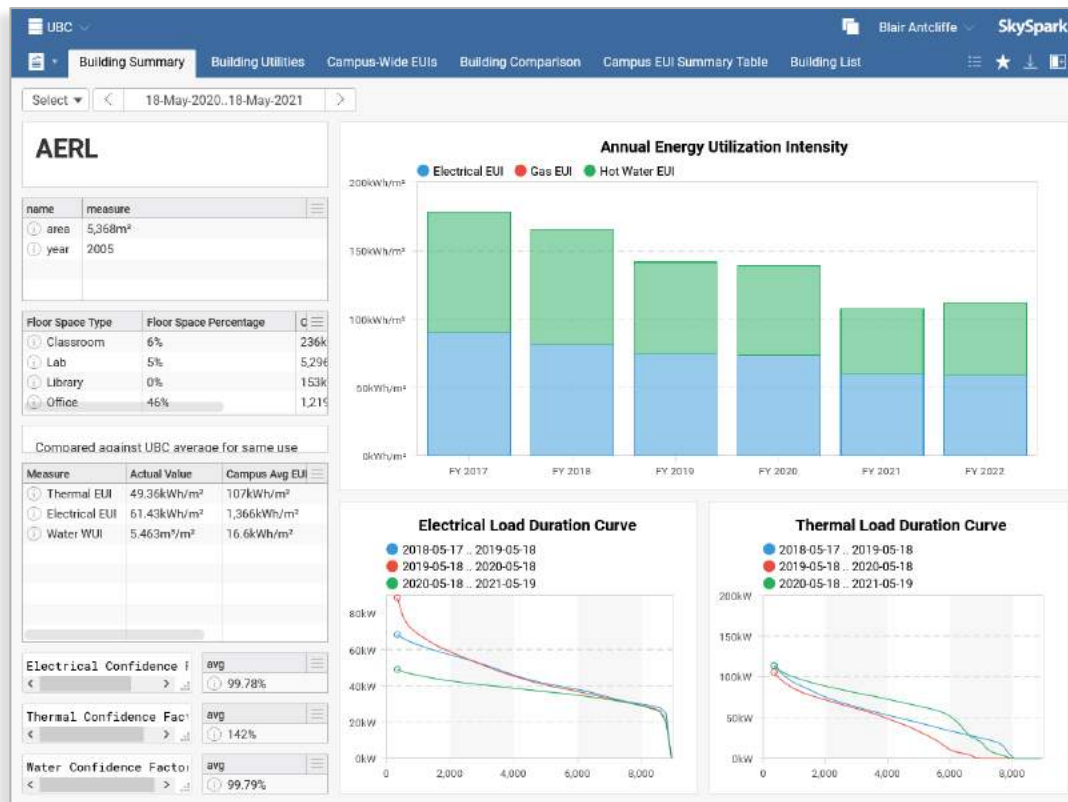 UBC
Blair Antcliffe
SkySpark
Building Summary
Building Utilities
Campus-Wide EUIs
Building Comparison
Campus EUI Summary Table
Building List
Select
18-May-2020..18-May-2021
AERL
name measure
area 5,368m²
year 2005
Floor Space Type Floor Space Percentage
Classroom 6% 236k
Lab 5% 5,296
Library 0% 153k
Office 46% 1,219
Compared against UBC average for same use
Measure Actual Value Campus Avg EUI
Thermal EUI 49.36kWh/m² 107kWh/m²
Electrical EUI 61.43kWh/m² 1,366kWh/m²
Water WUI 5.463m³/m² 16.6kWh/m²
Electrical Confidence F
avg
99.78%
Thermal Confidence Fac
avg
142%
Water Confidence Facto
avg
99.79%
Annual Energy Utilization Intensity
Electrical EUI Gas EUI Hot Water EUI
200kWh/m²
150kWh/m²
100kWh/m²
50kWh/m²
0kWh/m²
FY 2017 FY 2018 FY 2019 FY 2020 FY 2021 FY 2022
Electrical Load Duration Curve
2018-05-17 .. 2019-05-18
2019-05-18 .. 2020-05-18
2020-05-18 .. 2021-05-19
80kW
60kW
40kW
20kW
0kW
0 2,000 4,000 6,000 8,000
Thermal Load Duration Curve
2018-05-17 .. 2019-05-18
2019-05-18 .. 2020-05-18
2020-05-18 .. 2021-05-19
200kW
150kW
100kW
50kW
0kW
0 2,000 4,000 6,000 8,000